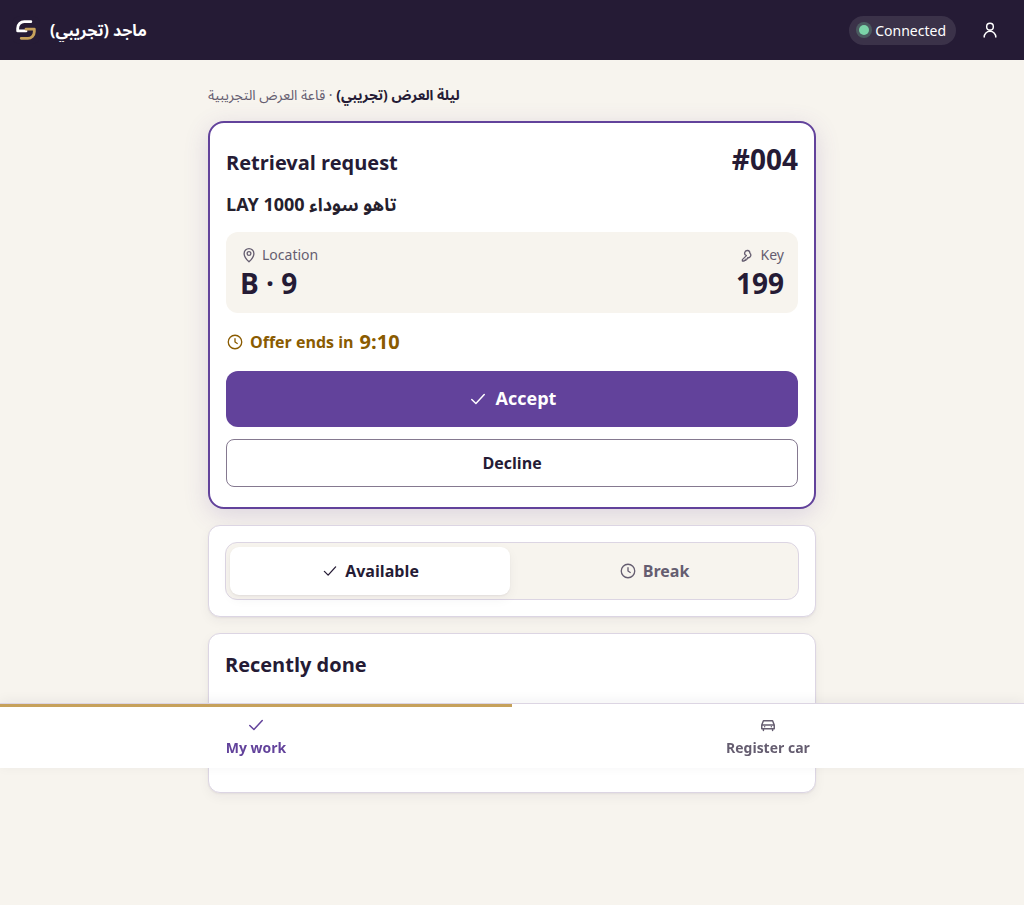 ماجد (تجريبي)
Connected
ليلة العرض (تجريبي) · قاعة العرض التجريبية
Retrieval request
#004
تاهو سوداء LAY 1000
Location
Key
B · 9
199
Offer ends in 9:10
Accept
Decline
Available
Break
Recently done
My work
Register car